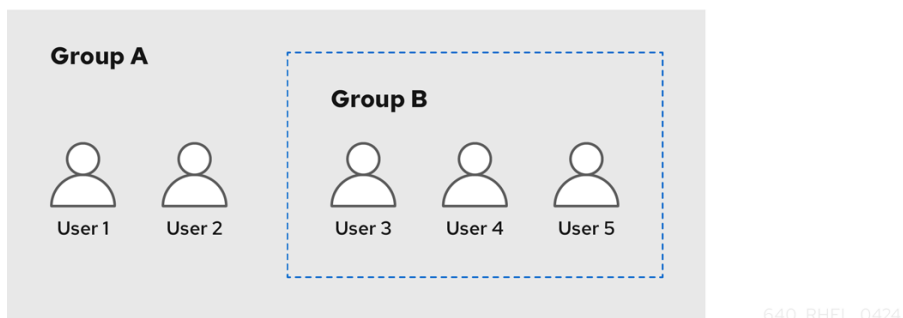 Group A
Group B
User 1
User 2
User 3
User 4
User 5
640_RHEL_0424